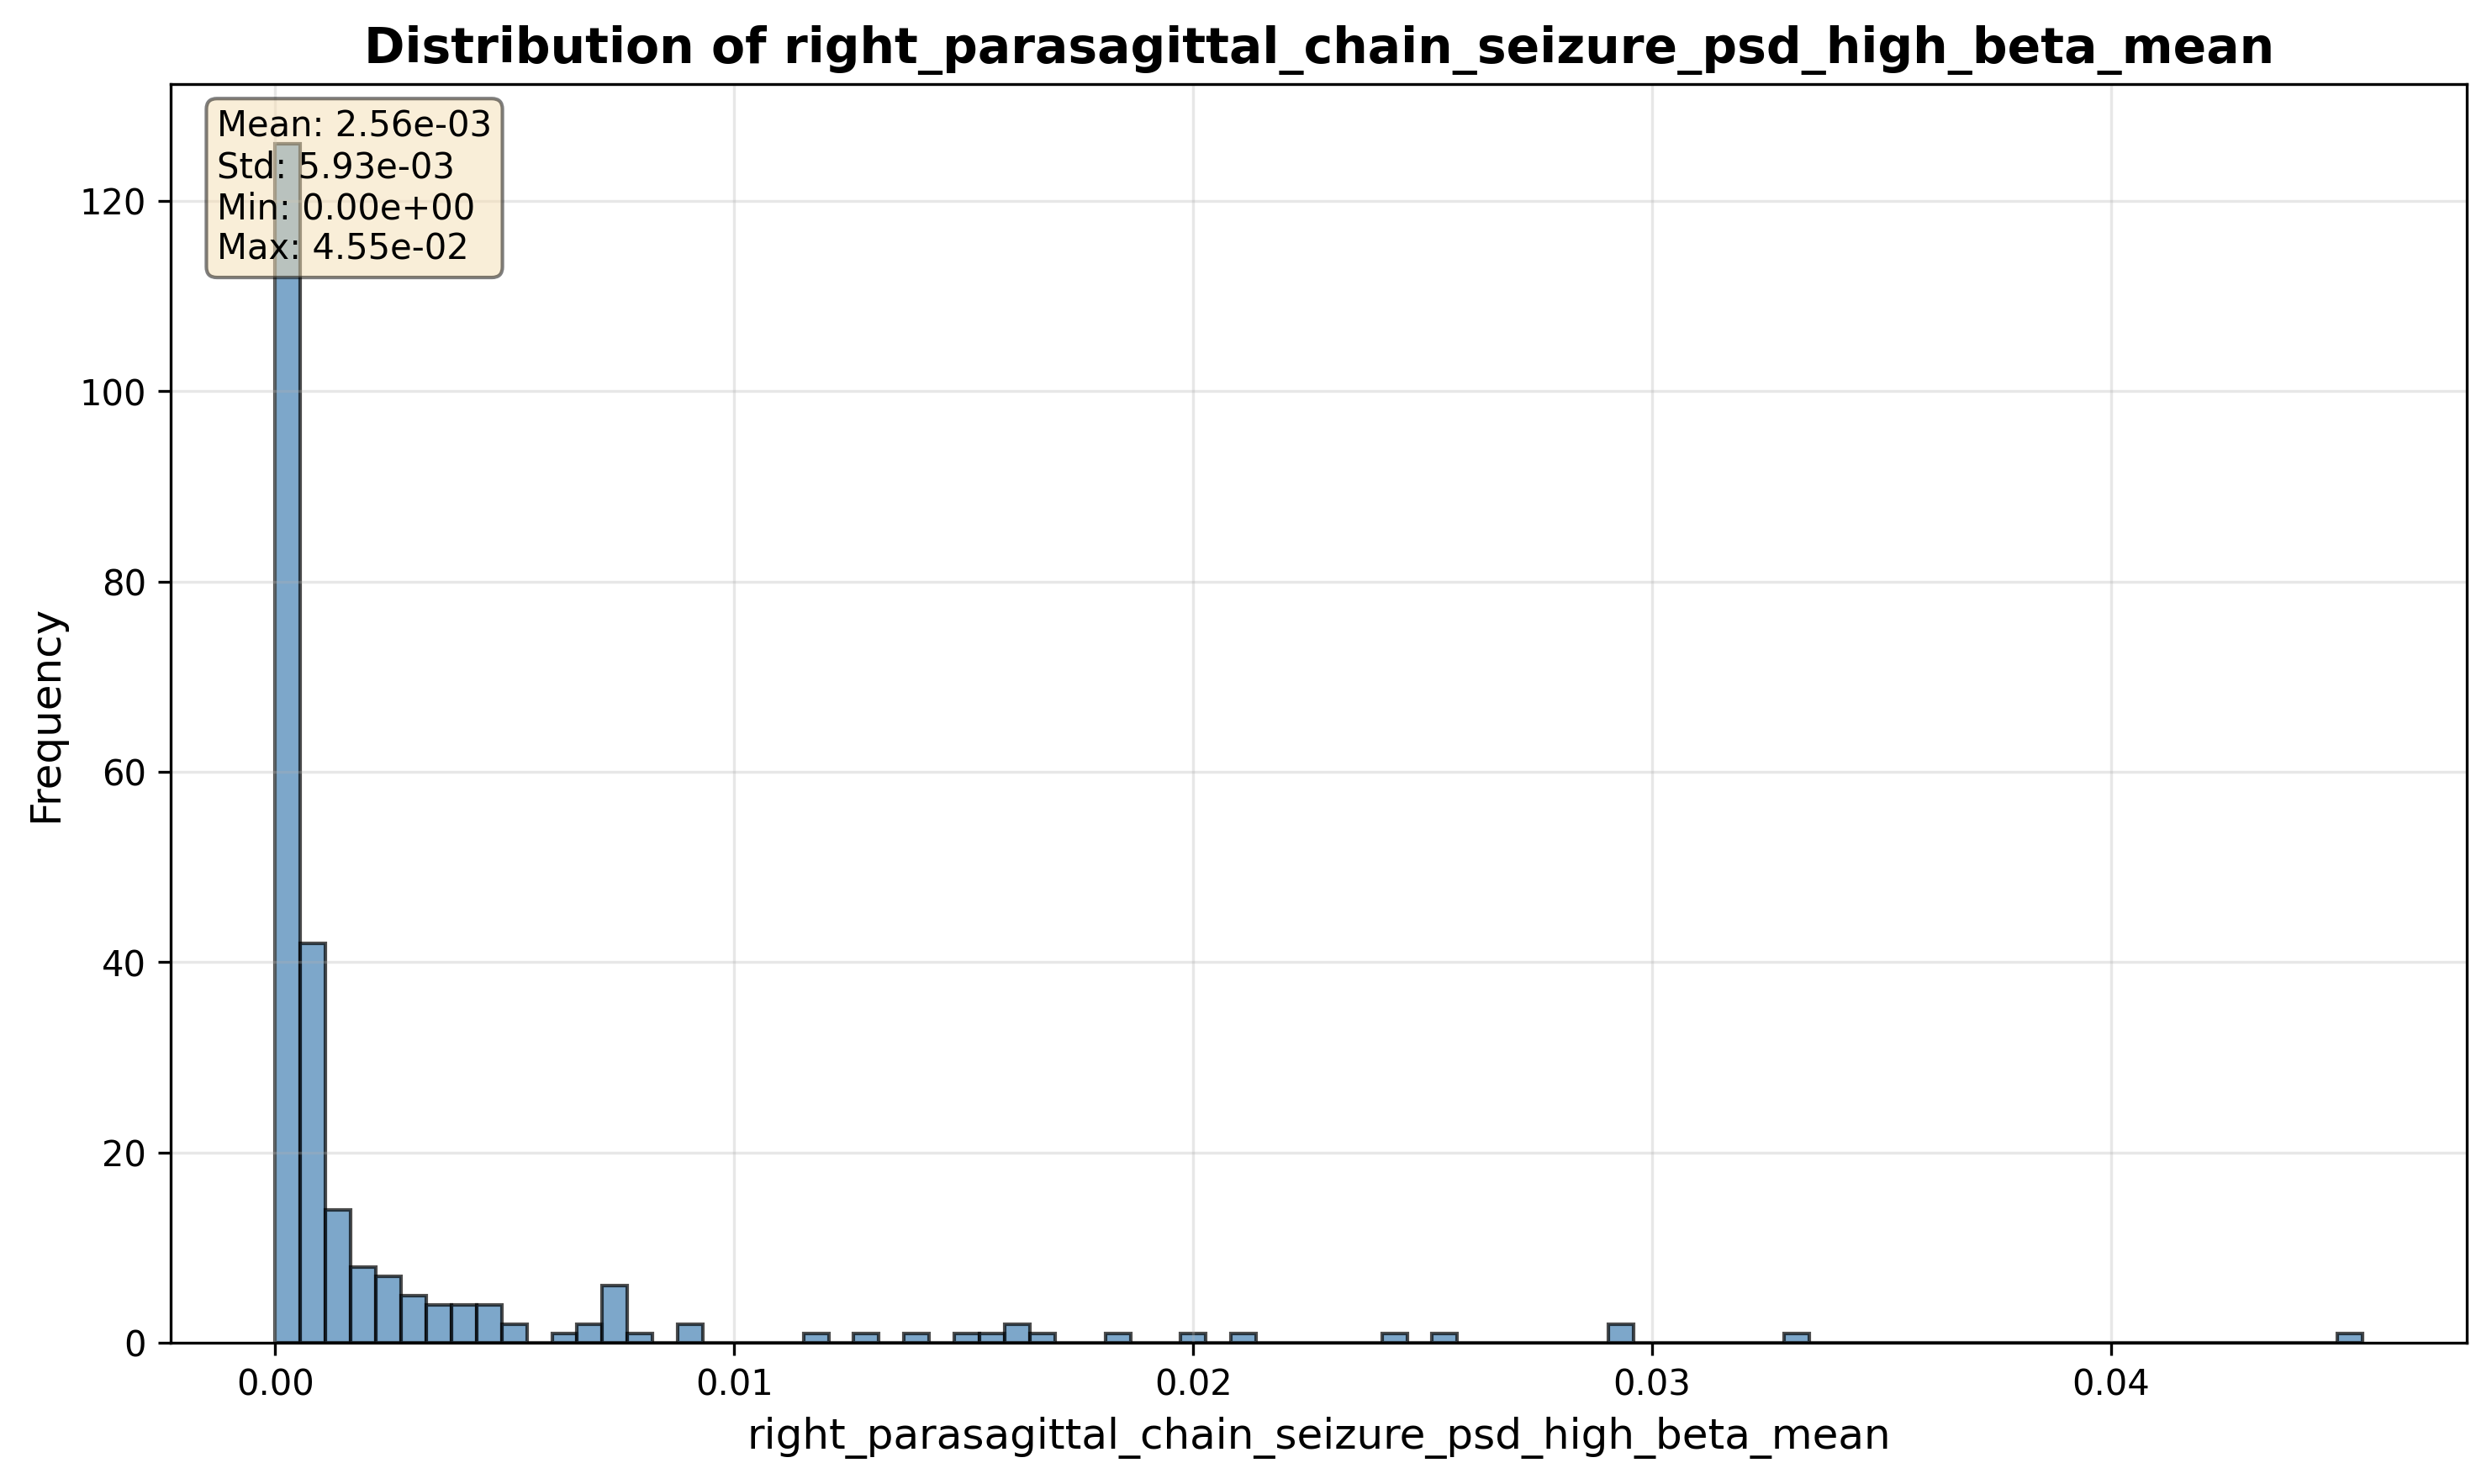 Distribution of right_parasagittal_chain_seizure_psd_high_beta_mean
Mean: 2.56e-03
Std: 5.93e-03
Min: 0.00e+00
Max: 4.55e-02
120
100
80
60
40
20
0
Frequency
0.00 0.01 0.02 0.03 0.04
right_parasagittal_chain_seizure_psd_high_beta_mean